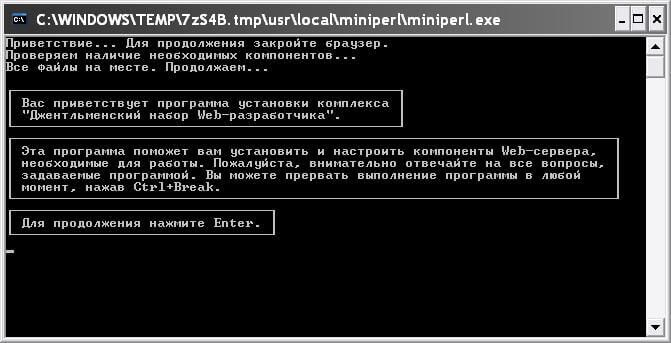 C:\WINDOWS\TEMP\7zS4B.tmp\usr\local\miniperl\miniperl.exe
Приветствие... Для продолжения закройте браузер.
Проверяем наличие необходимых компонентов...
Все файлы на месте. Продолжаем...
Вас приветствует программа установки комплекса
"Джентльменский набор Web-разработчика".
Эта программа поможет вам установить и настроить компоненты Web-сервера,
необходимые для работы. Пожалуйста, внимательно отвечайте на все вопросы,
задаваемые программой. Вы можете прервать выполнение программы в любой
момент, нажав Ctrl+Break.
Для продолжения нажмите Enter.